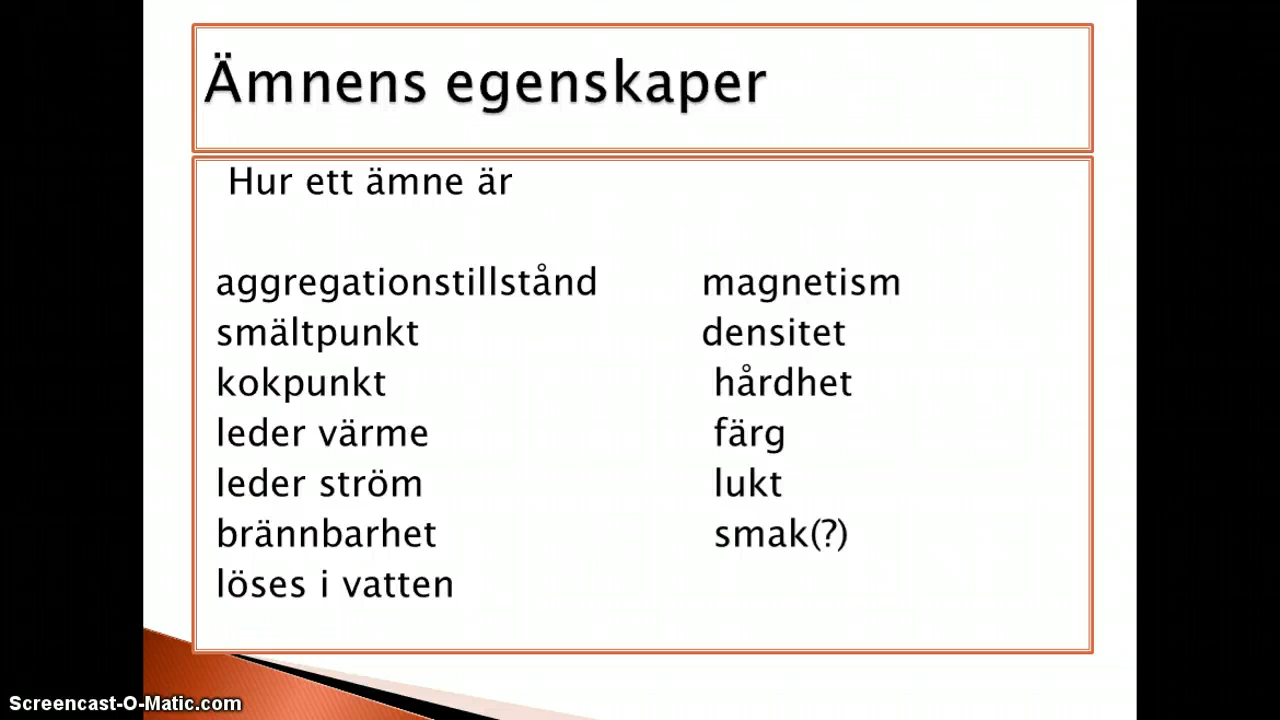 Ämnens egenskaper
Hur ett ämne är
aggregationstillstånd
smältpunkt
kokpunkt
leder värme
leder ström
brännbarhet
löses i vatten
magnetism
densitet
hårdhet
färg
lukt
smak(?)
Screencast-O-Matic.com